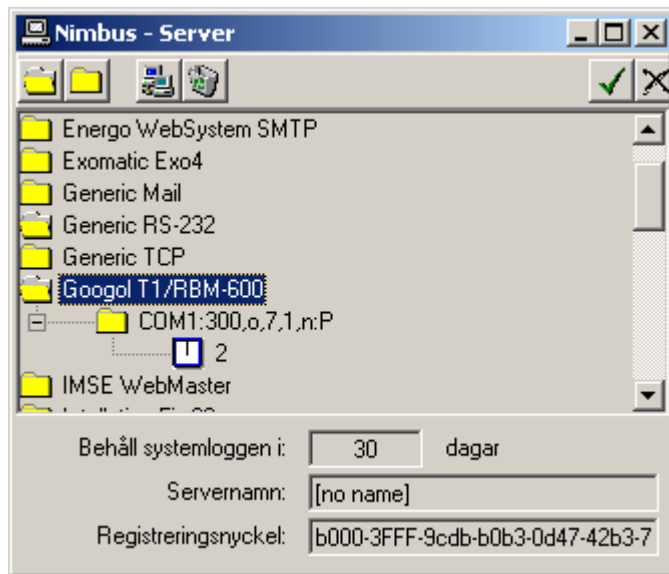 Nimbus - Server
Energo WebSystem SMTP
Exomatic Exo4
Generic Mail
Generic RS-232
Generic TCP
Googol T1/RBM-600
COM1:300,o,7,1,n:P
2
IMSE WebMaster
Behåll systemloggen i: 30 dagar
Servernamn: [no name]
Registreringsnyckel: b000-3FFF-9cdb-b0b3-0d47-42b3-7